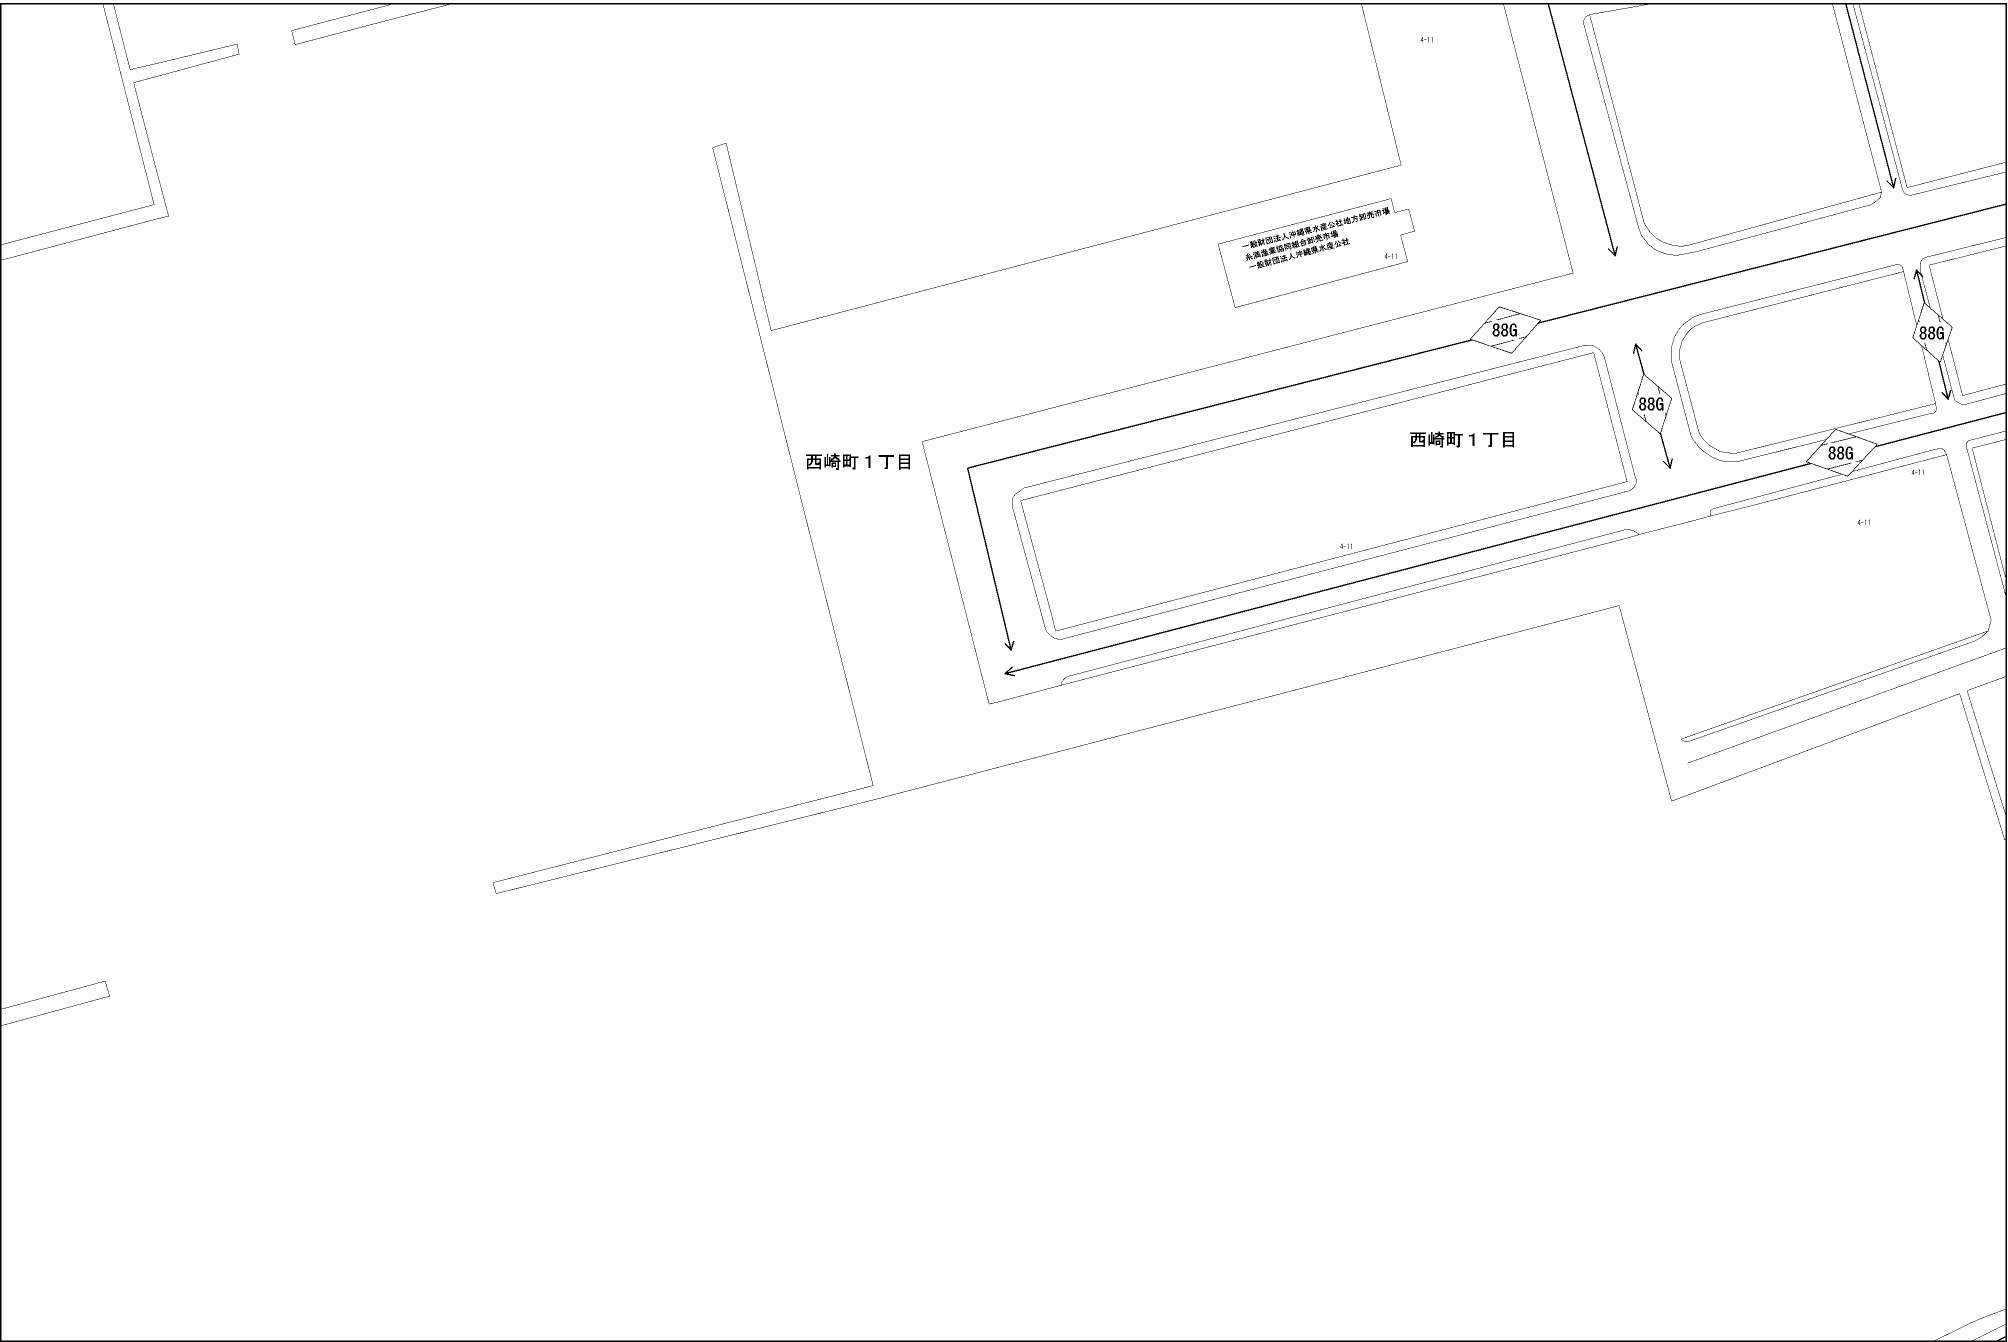 4-11
一般財団法人沖縄県水産公社地方卸売市場
糸満漁業協同組合卸売市場
一般財団法人沖縄県水産公社
4-11
88G
88G
88G
西崎町1丁目
西崎町1丁目
88G
4-11
4-11
4-11